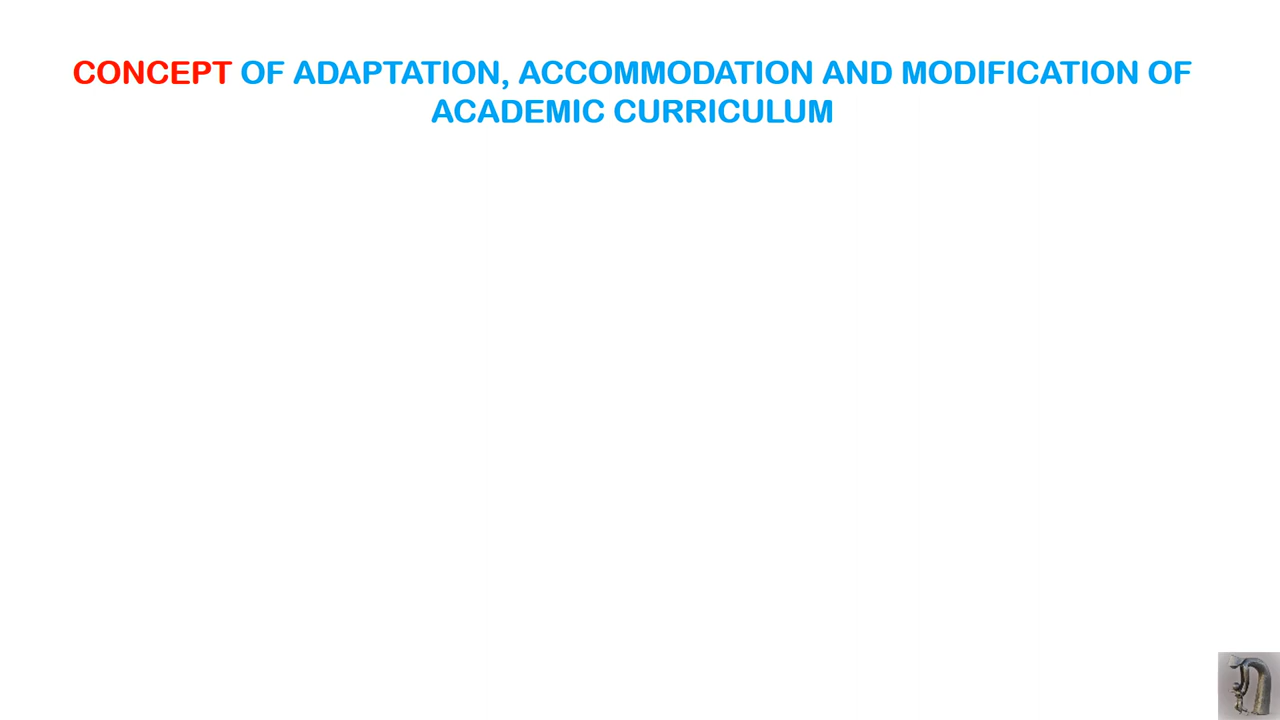 CONCEPT OF ADAPTATION, ACCOMMODATION AND MODIFICATION OF
ACADEMIC CURRICULUM